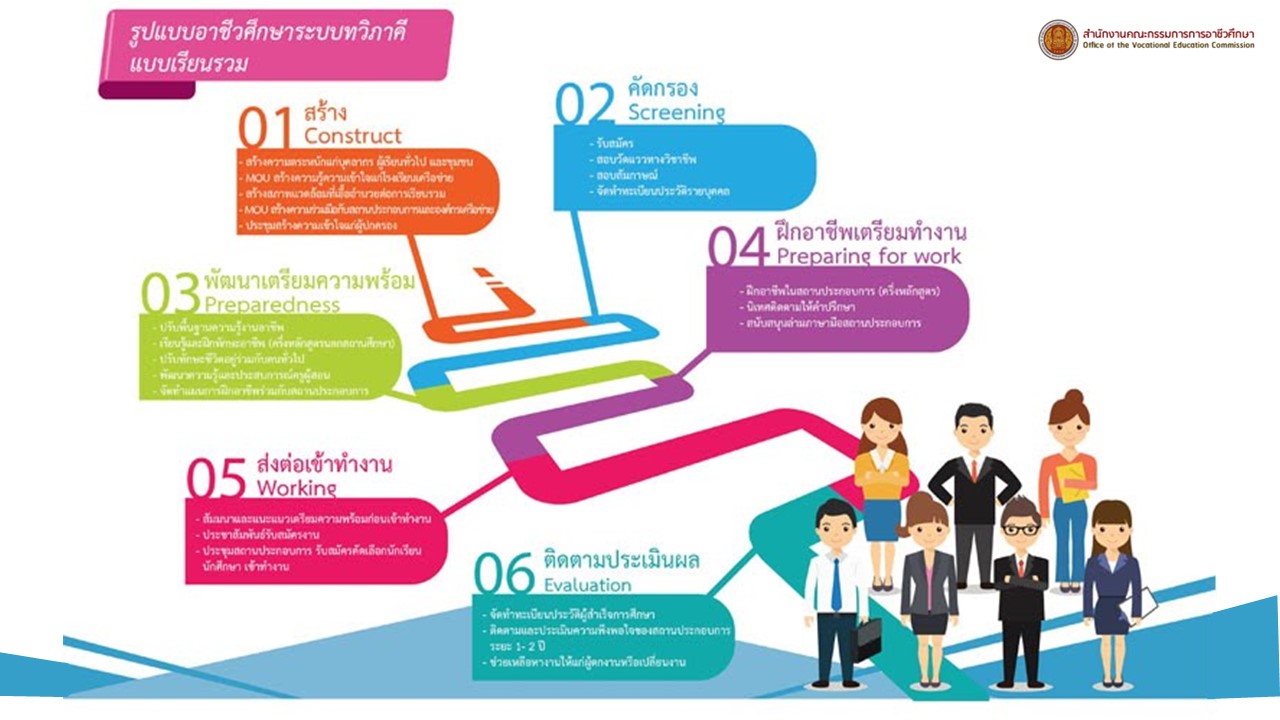 รูปแบบอาชีวศึกษาระบบทวิภาคี
แบบเรียนรวม
สำนักงานคณะกรรมการการอาชีวศึกษา
Office of the Vocational Education Commission
01 สร้าง
Construct
- สร้างความตระหนักแก่บุคลากร ผู้เรียนทั่วไป และชุมชน
- MOU สร้างความรู้ความเข้าใจแก่โรงเรียนเครือข่าย
- สร้างสภาพแวดล้อมที่เอื้ออำนวยต่อการเรียนรวม
- MOU สร้างความร่วมมือกับสถานประกอบการและองค์กรเครือข่าย
- ประชุมสร้างความเข้าใจแก่ผู้ปกครอง
02 คัดกรอง
Screening
- รับสมัคร
- สอบวัดแววทางวิชาชีพ
- สอบสัมภาษณ์
- จัดทำทะเบียนประวัติรายบุคคล
03 พัฒนาเตรียมความพร้อม
Preparedness
- ปรับพื้นฐานความรู้งานอาชีพ
- เรียนรู้และฝึกทักษะอาชีพ (ครึ่งหลักสูตรนอกสถานศึกษา)
- ปรับทักษะชีวิตอยู่ร่วมกับคนทั่วไป
- พัฒนาความรู้และประสบการณ์ครูผู้สอน
- จัดทำแผนการฝึกอาชีพร่วมกับสถานประกอบการ
04 ฝึกอาชีพเตรียมทำงาน
Preparing for work
- ฝึกอาชีพในสถานประกอบการ (ครึ่งหลักสูตร)
- นิเทศติดตามให้คำปรึกษา
- สนับสนุนล่ามภาษามือสถานประกอบการ
05 ส่งต่อเข้าทำงาน
Working
- สัมมนาและแนะแนวเตรียมความพร้อมก่อนเข้าทำงาน
- ประชาสัมพันธ์รับสมัครงาน
- ประชุมสถานประกอบการ รับสมัครคัดเลือกนักเรียน
นักศึกษา เข้าทำงาน
06 ติดตามประเมินผล
Evaluation
- จัดทำทะเบียนประวัติผู้สำเร็จการศึกษา
- ติดตามและประเมินความพึงพอใจของสถานประกอบการ
ระยะ 1- 2 ปี
- ช่วยเหลือหางานให้แก่ผู้ตกงานหรือเปลี่ยนงาน